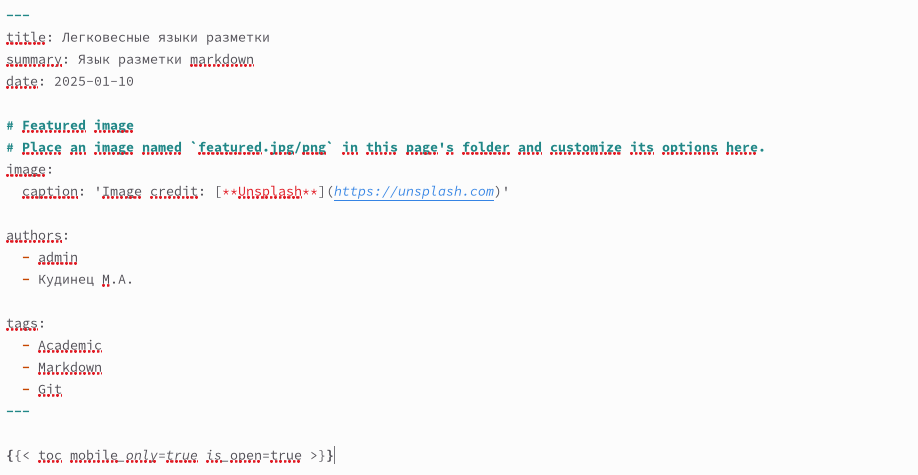 ---
title: Легковесные языки разметки
summary: Язык разметки markdown
date: 2025-01-10
# Featured image
# Place an image named `featured.jpg/png` in this page's folder and customize its options here.
image:
  caption: 'Image credit: [**Unsplash**](https://unsplash.com)'
authors:
  - admin
  - Кудинец М.А.
tags:
  - Academic
  - Markdown
  - Git
---
{{< toc mobile_only=true is_open=true >}}